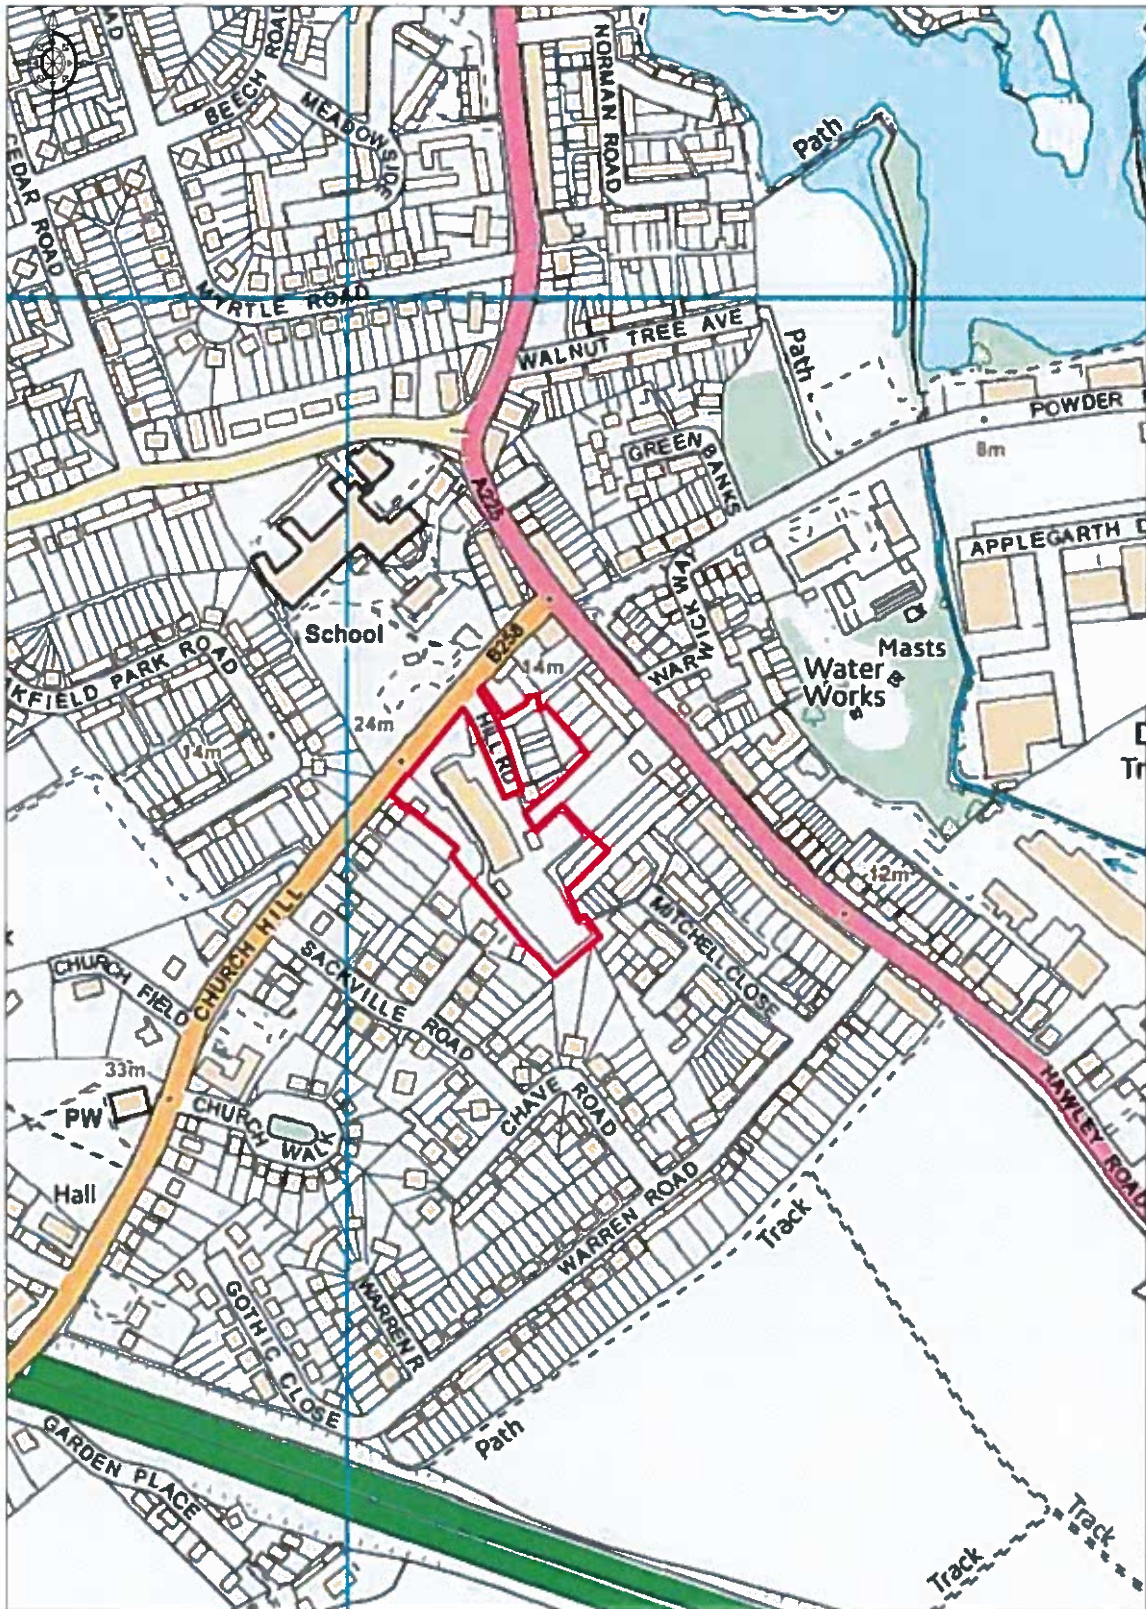 BEECH ROAD
NORMAN ROAD
MEADOWSIDE
Path
CEDAR ROAD
MYRTLE ROAD
WALNUT TREE AVE
Path
POWDER
8m
GREEN BANKS
A225
APPLEGARTH D
WARWICK WAY
School
B258
14m
Masts
Water
Works
KFIELD PARK ROAD
24m
14m
HILL RD
Tr
12m
MITCHELL CLOSE
CHURCH HILL
SACKVILLE ROAD
CHURCH FIELD
33m
PW
CHURCH WALK
CHAVE ROAD
HAWLEY ROAD
Hall
WARREN ROAD
Track
GOTHIC CLOSE
WARREN R
Path
GARDEN PLACE
Track
Track